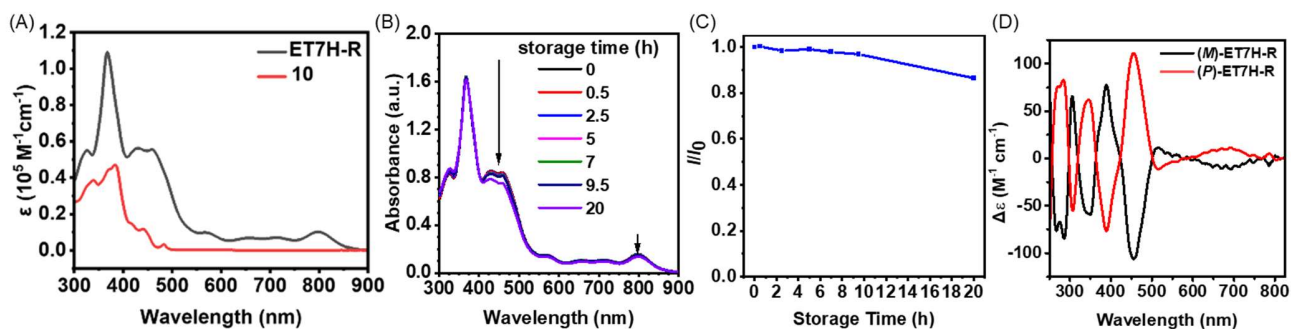 (A)
ε (10⁵ M⁻¹cm⁻¹)
1.2
1.0
0.8
0.6
0.4
0.2
0.0
ET7H-R
10
300 400 500 600 700 800 900
Wavelength (nm)
(B)
Absorbance (a.u.)
2.0
1.6
1.2
0.8
0.4
0.0
storage time (h)
0
0.5
2.5
5
7
9.5
20
300 400 500 600 700 800 900
Wavelength (nm)
(C)
I/I₀
1.0
0.8
0.6
0.4
0.2
0.0
0 2 4 6 8 10 12 14 16 18 20
Storage Time (h)
(D)
Δε (M⁻¹ cm⁻¹)
100
50
0
-50
-100
(M)-ET7H-R
(P)-ET7H-R
300 400 500 600 700 800
Wavelength (nm)